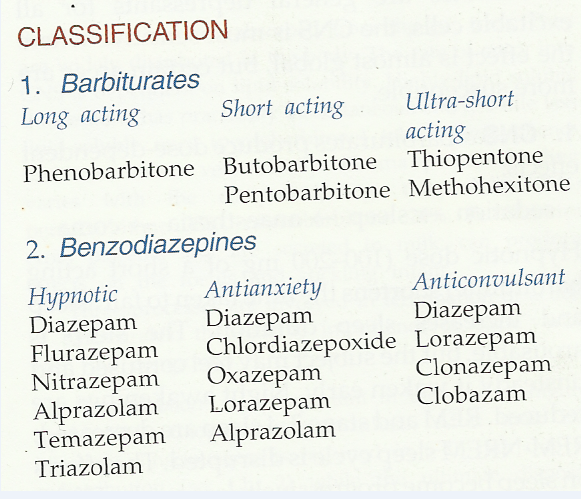 CLASSIFICATION
1. Barbiturates
Long acting Short acting Ultra-short
acting
Phenobarbitone Butobarbitone Thiopentone
Pentobarbitone Methohexitone
2. Benzodiazepines
Hypnotic Antianxiety Anticonvulsant
Diazepam Diazepam Diazepam
Flurazepam Chlordiazepoxide Lorazepam
Nitrazepam Oxazepam Clonazepam
Alprazolam Lorazepam Clobazam
Temazepam Alprazolam
Triazolam